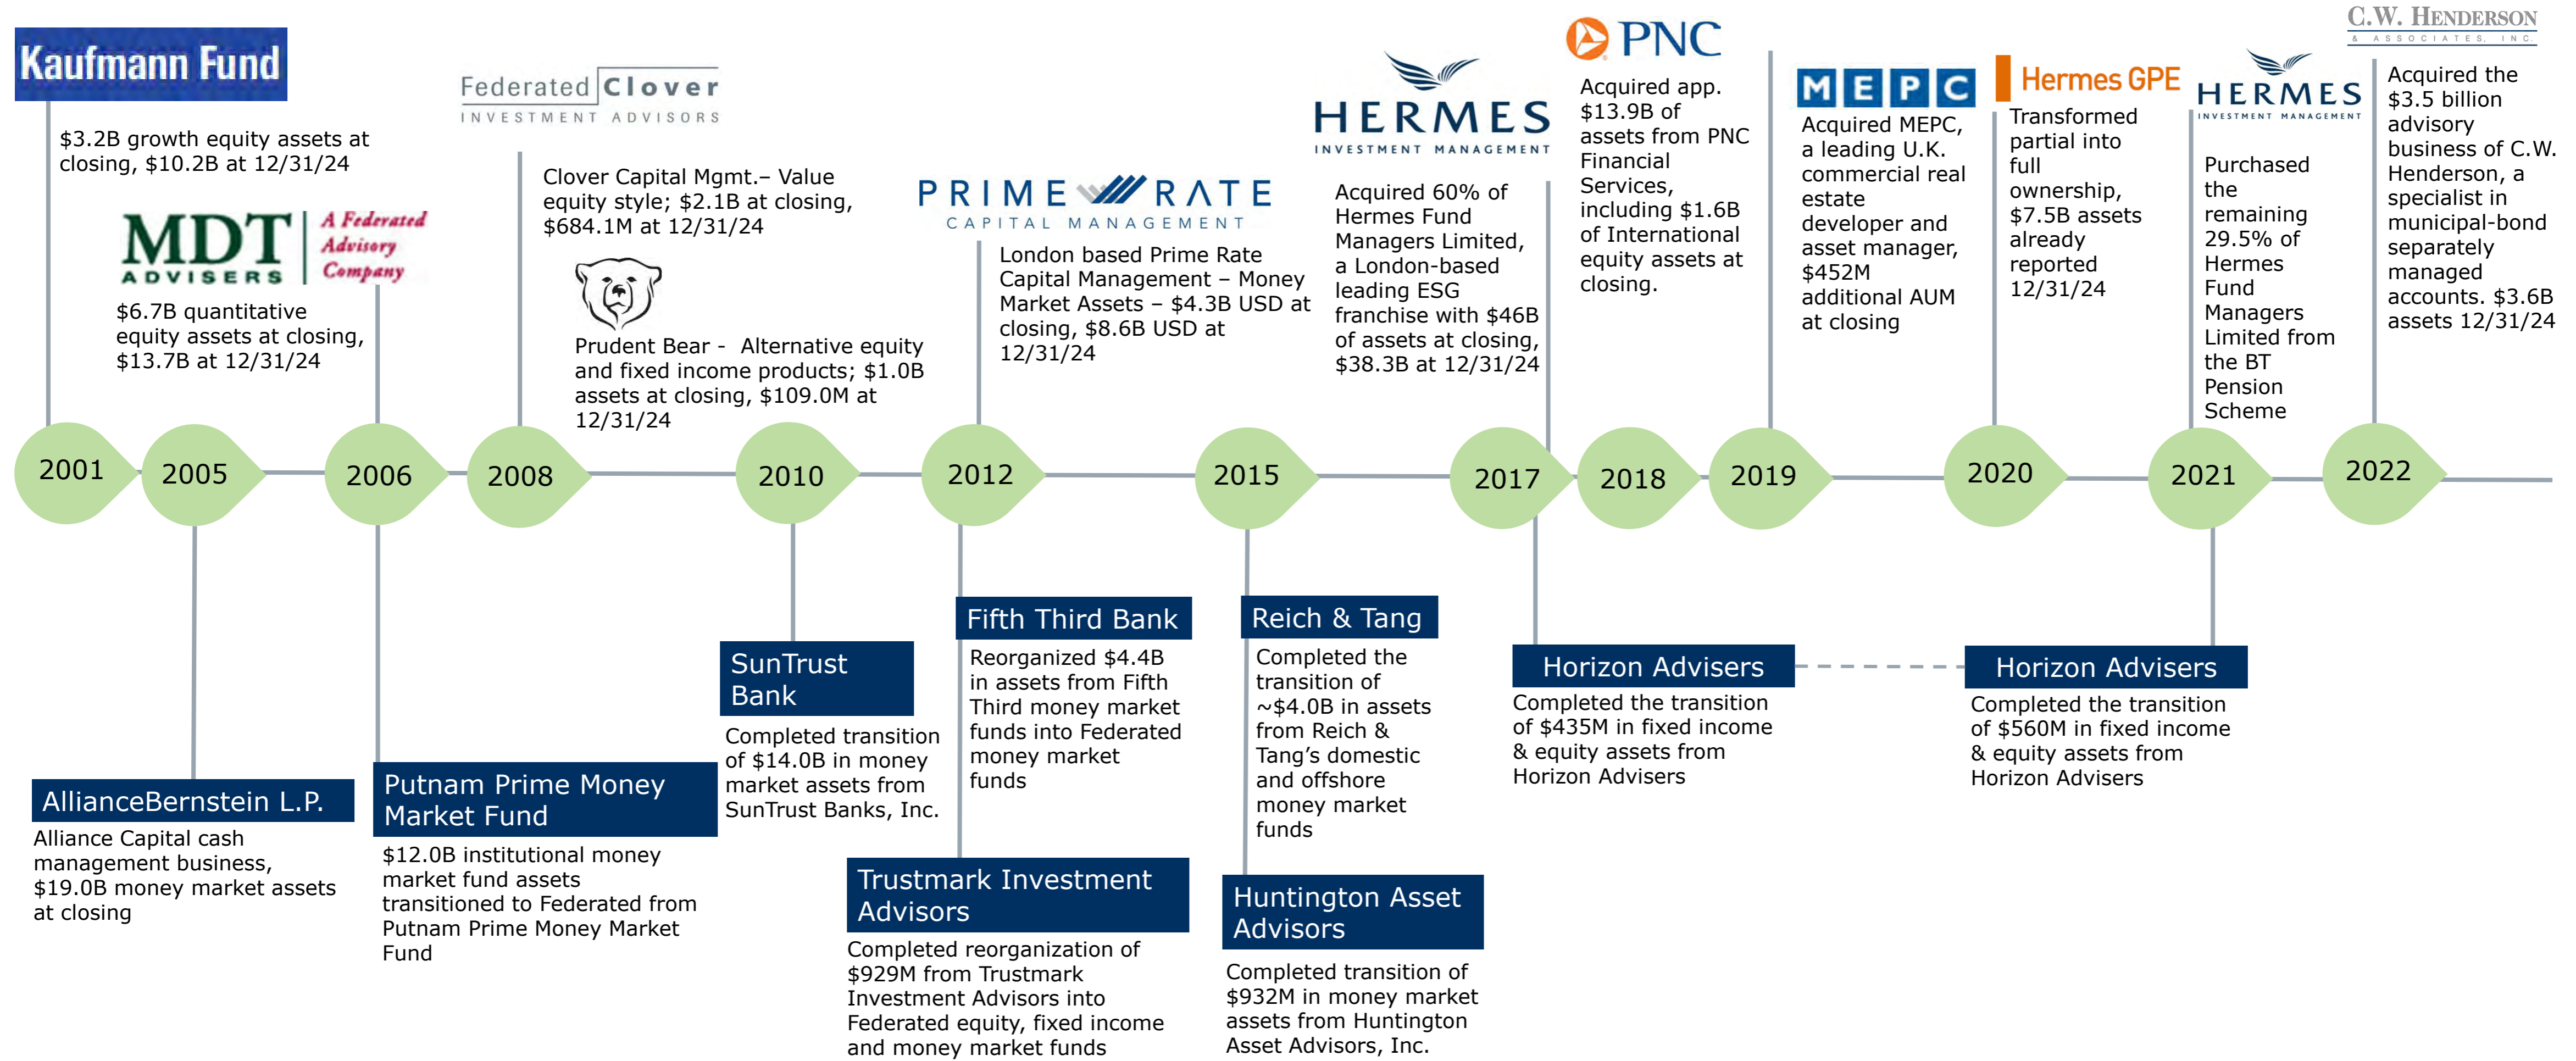 Kaufmann Fund
$3.2B growth equity assets at
closing, $10.2B at 12/31/24
MDT
ADVISERS
A Federated
Advisory
Company
$6.7B quantitative
equity assets at closing,
$13.7B at 12/31/24
Federated Clover
INVESTMENT ADVISORS
Clover Capital Mgmt.– Value
equity style; $2.1B at closing,
$684.1M at 12/31/24
Prudent Bear -  Alternative equity
and fixed income products; $1.0B
assets at closing, $109.0M at
12/31/24
PRIME RATE
CAPITAL MANAGEMENT
London based Prime Rate
Capital Management – Money
Market Assets – $4.3B USD at
closing, $8.6B USD at
12/31/24
HERMES
INVESTMENT MANAGEMENT
Acquired 60% of
Hermes Fund
Managers Limited,
a London-based
leading ESG
franchise with $46B
of assets at closing,
$38.3B at 12/31/24
PNC
Acquired app.
$13.9B of
assets from PNC
Financial
Services,
including $1.6B
of International
equity assets at
closing.
MEPC
Acquired MEPC,
a leading U.K.
commercial real
estate
developer and
asset manager,
$452M
additional AUM
at closing
Hermes GPE
Transformed
partial into
full
ownership,
$7.5B assets
already
reported
12/31/24
HERMES
INVESTMENT MANAGEMENT
Purchased
the
remaining
29.5% of
Hermes
Fund
Managers
Limited from
the BT
Pension
Scheme
C.W. HENDERSON
& ASSOCIATES, INC.
Acquired the
$3.5 billion
advisory
business of C.W.
Henderson, a
specialist in
municipal-bond
separately
managed
accounts. $3.6B
assets 12/31/24
2001
2005
2006
2008
2010
2012
2015
2017
2018
2019
2020
2021
2022
AllianceBernstein L.P.
Alliance Capital cash
management business,
$19.0B money market assets
at closing
Putnam Prime Money
Market Fund
$12.0B institutional money
market fund assets
transitioned to Federated from
Putnam Prime Money Market
Fund
SunTrust
Bank
Completed transition
of $14.0B in money
market assets from
SunTrust Banks, Inc.
Fifth Third Bank
Reorganized $4.4B
in assets from Fifth
Third money market
funds into Federated
money market
funds
Trustmark Investment
Advisors
Completed reorganization of
$929M from Trustmark
Investment Advisors into
Federated equity, fixed income
and money market funds
Reich & Tang
Completed the
transition of
~$4.0B in assets
from Reich &
Tang’s domestic
and offshore
money market
funds
Huntington Asset
Advisors
Completed transition of
$932M in money market
assets from Huntington
Asset Advisors, Inc.
Horizon Advisers
Completed the transition
of $435M in fixed income
& equity assets from
Horizon Advisers
Horizon Advisers
Completed the transition
of $560M in fixed income
& equity assets from
Horizon Advisers